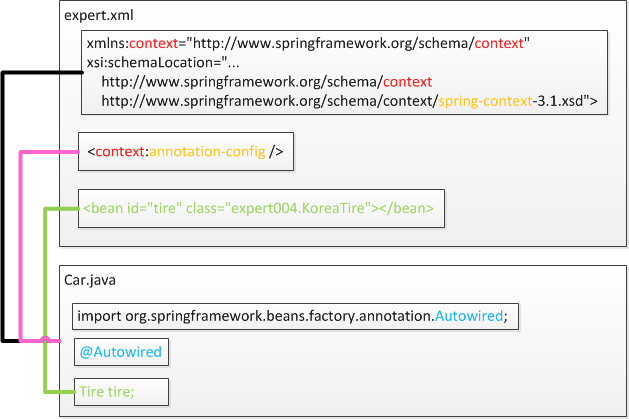 expert.xml
xmlns:context="http://www.springframework.org/schema/context"
xsi:schemaLocation="...
http://www.springframework.org/schema/context
http://www.springframework.org/schema/context/spring-context-3.1.xsd">
<context:annotation-config />
<bean id="tire" class="expert004.KoreaTire"></bean>
Car.java
import org.springframework.beans.factory.annotation.Autowired;
@Autowired
Tire tire;